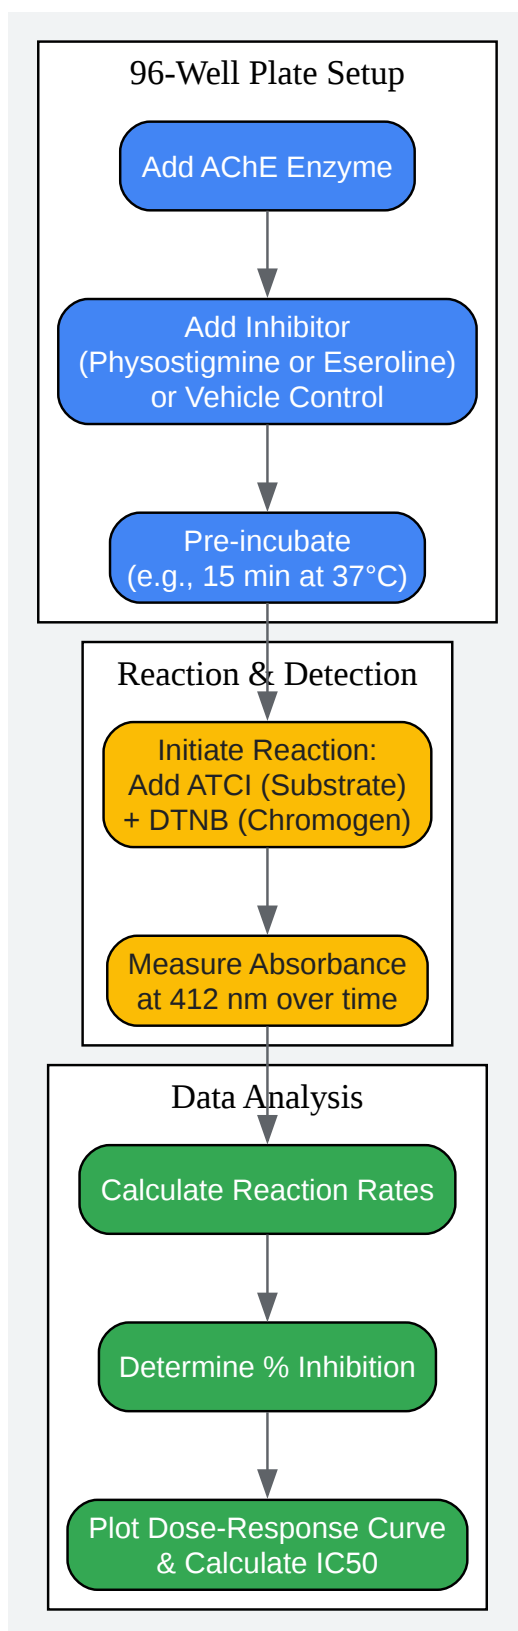 96-Well Plate Setup
Add AChE Enzyme
Add Inhibitor
(Physostigmine or Eseroline)
or Vehicle Control
Pre-incubate
(e.g., 15 min at 37°C)
Reaction & Detection
Initiate Reaction:
Add ATCI (Substrate)
+ DTNB (Chromogen)
Measure Absorbance
at 412 nm over time
Data Analysis
Calculate Reaction Rates
Determine % Inhibition
Plot Dose-Response Curve
& Calculate IC50